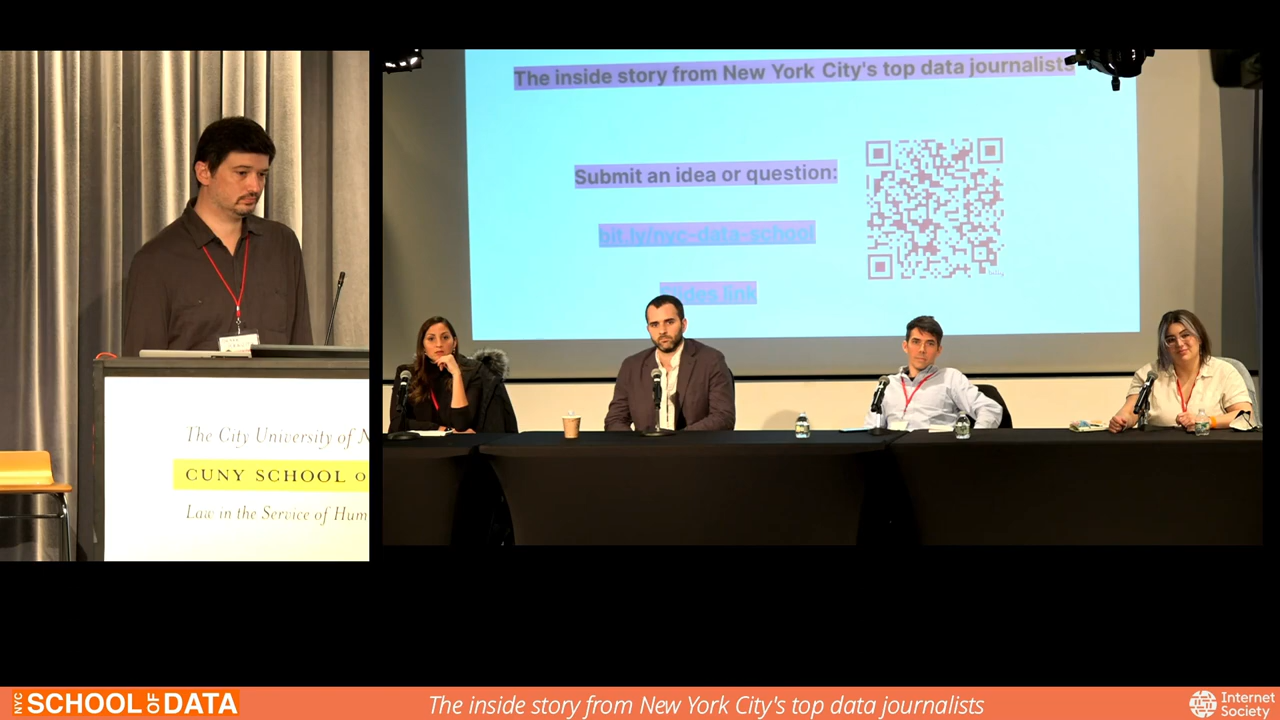 The inside story from New York City's top data journalists
Submit an idea or question:
bit.ly/nyc-data-school
Slides link
The City University of
CUNY SCHOOL O
Law in the Service of Hum
NYC SCHOOL OF DATA
The inside story from New York City's top data journalists
Internet
Society